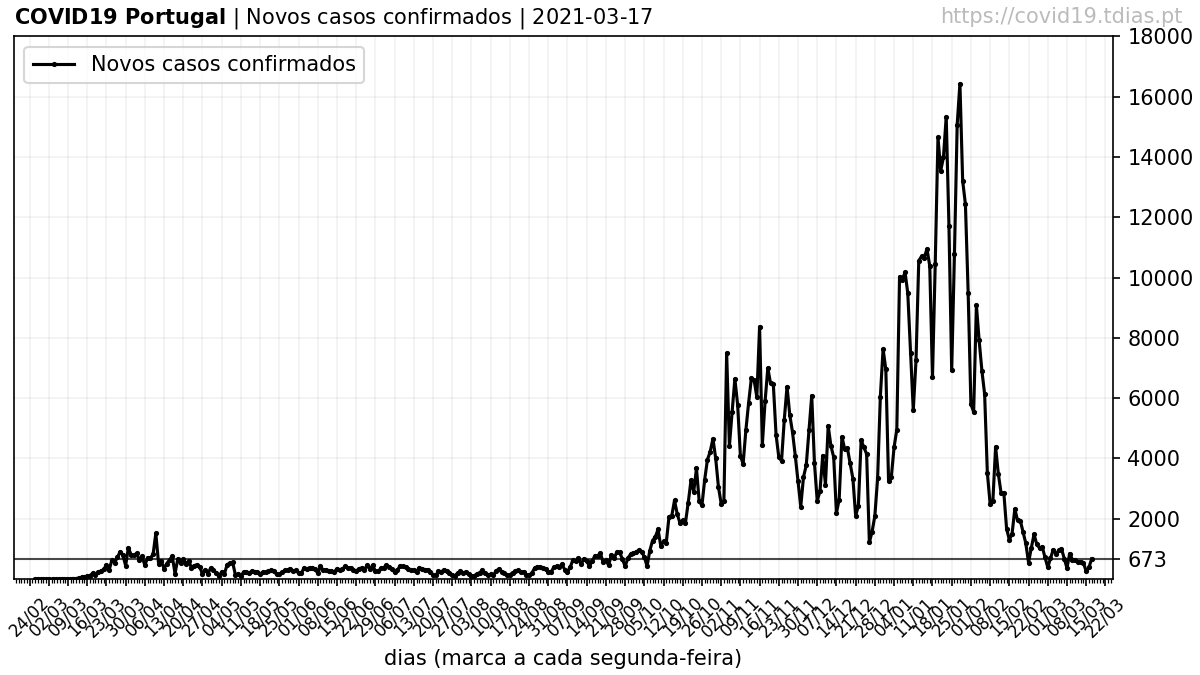 COVID19 Portugal | Novos casos confirmados | 2021-03-17
https://covid19.tdias.pt
Novos casos confirmados
18000
16000
14000
12000
10000
8000
6000
4000
2000
673
24/02 02/03 09/03 16/03 23/03 30/03 06/04 13/04 20/04 27/04 04/05 11/05 18/05 25/05 01/06 08/06 15/06 22/06 29/06 06/07 13/07 20/07 27/07 03/08 10/08 17/08 24/08 31/08 07/09 14/09 21/09 28/09 05/10 12/10 19/10 26/10 02/11 09/11 16/11 23/11 30/11 07/12 14/12 21/12 28/12 04/01 11/01 18/01 25/01 01/02 08/02 15/02 22/02 01/03 08/03 15/03 22/03
dias (marca a cada segunda-feira)